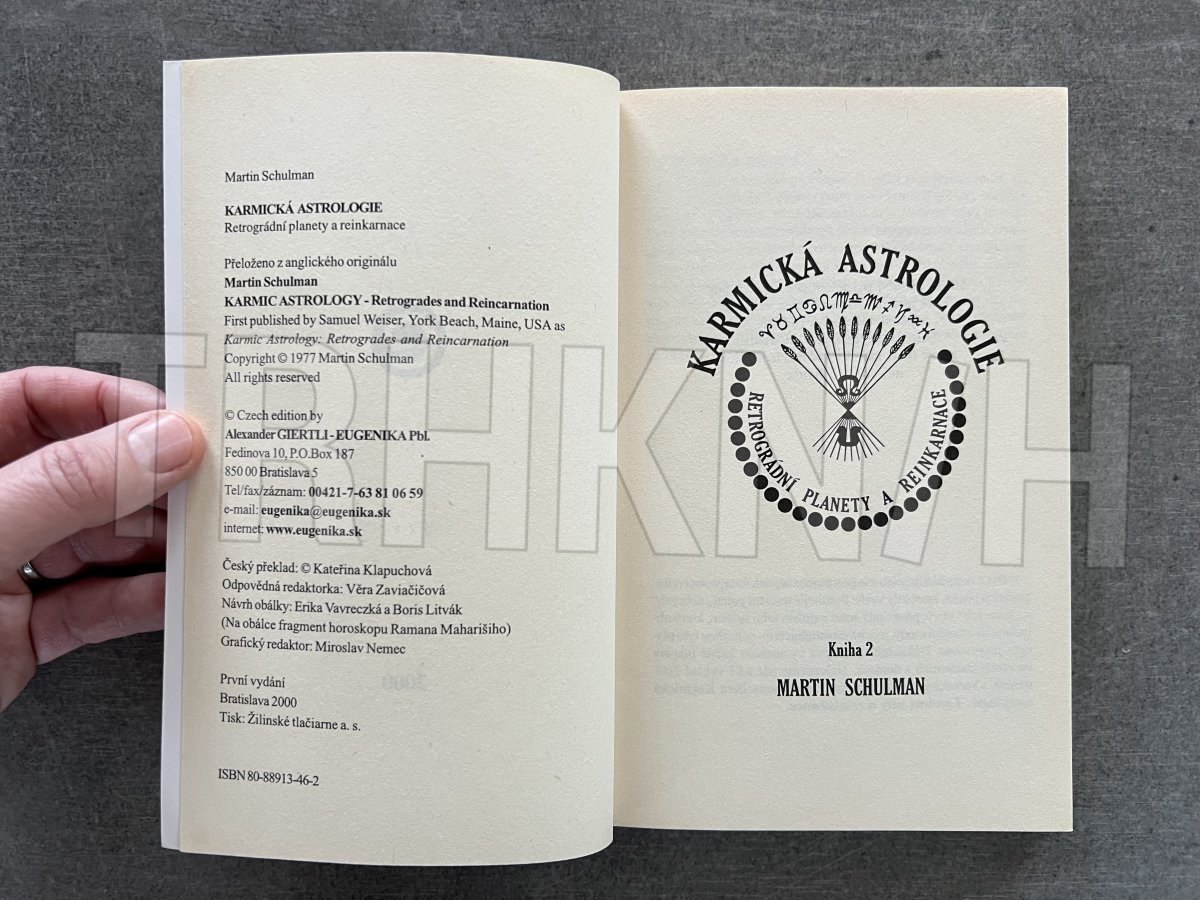 Martin Schulman
KARMICKÁ ASTROLOGIE
Retrográdní planety a reinkarnace
Přeloženo z anglického originálu
Martin Schulman
KARMIC ASTROLOGY - Retrogrades and Reincarnation
First published by Samuel Weiser, York Beach, Maine, USA as
Karmic Astrology: Retrogrades and Reincarnation
Copyright © 1977 Martin Schulman
All rights reserved
© Czech edition by
Alexander GIERTLI - EUGENIKA Pbl.
Fedinova 10, P.O.Box 187
850 00 Bratislava 5
Tel/fax/záznam: 00421-7-63 81 06 59
e-mail: eugenika@eugenika.sk
internet: www.eugenika.sk
Český překlad: © Kateřina Klapuchová
Odpovědná redaktorka: Věra Zaviačičová
Návrh obálky: Erika Vavreczká a Boris Litvák
(Na obálce fragment horoskopu Ramana Maharišiho)
Grafický redaktor: Miroslav Nemec
První vydání
Bratislava 2000
Tisk: Žilinské tlačiarne a. s.
ISBN 80-88913-46-2
KARMICKÁ ASTROLOGIE
♈♉♊♋♌♍♎♏♐♑♒♓
RETROGRÁDNÍ PLANETY A REINKARNACE
Kniha 2
MARTIN SCHULMAN
TRHKNIH